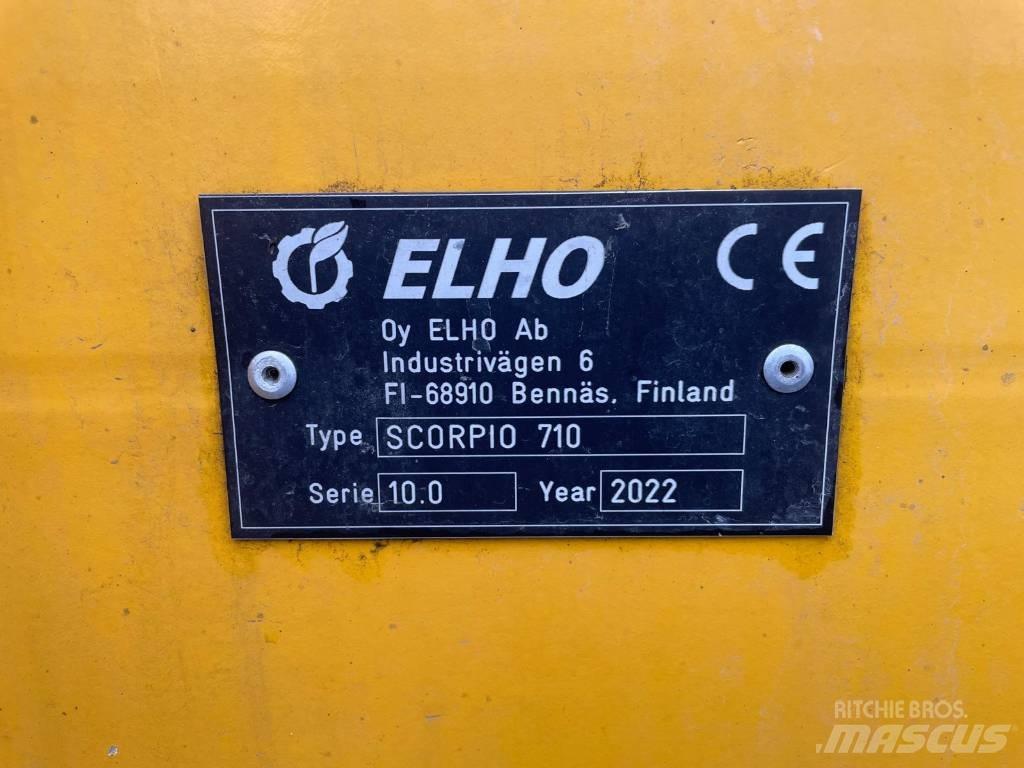 ELHO CE
Oy ELHO Ab
Industrivägen 6
FI-68910 Bennäs, Finland
Type SCORPIO 710
Serie 10.0 Year 2022
RITCHIE BROS.
MASCUS